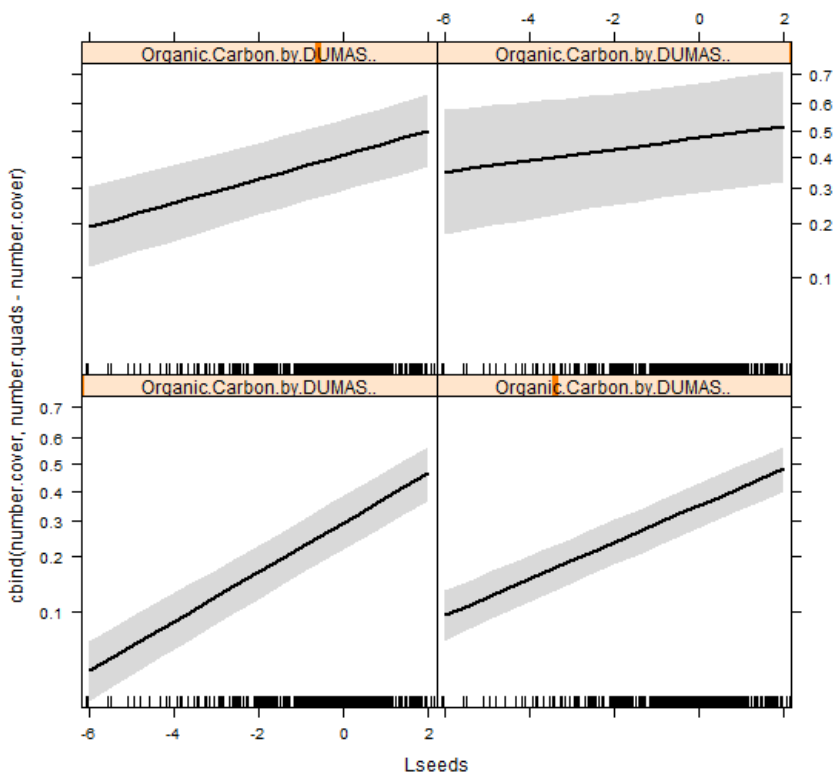 -6 -4 -2 0 2
Organic.Carbon.by.DUMAS.. Organic.Carbon.by.DUMAS..
0.7
0.6
0.5
0.4
0.3
0.2
0.1
Organic.Carbon.by.DUMAS.. Organic.Carbon.by.DUMAS..
0.7
0.6
0.5
0.4
0.3
0.2
0.1
cbind(number.cover, number.quads - number.cover)
-6 -4 -2 0 2
Lseeds